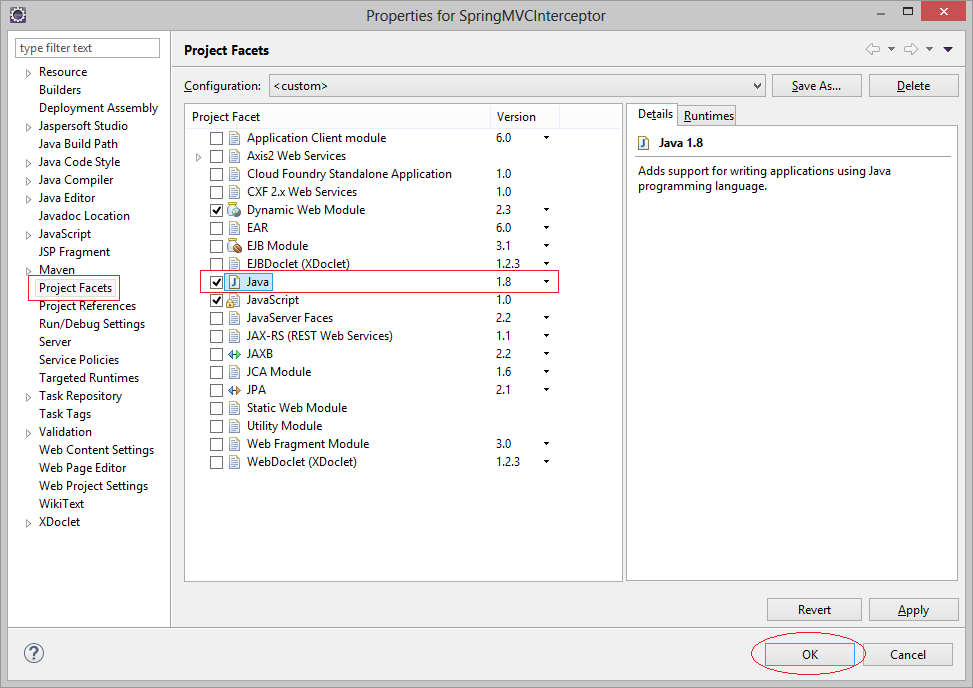 Properties for SpringMVCInterceptor
type filter text
Resource
Builders
Deployment Assembly
Jaspersoft Studio
Java Build Path
Java Code Style
Java Compiler
Java Editor
Javadoc Location
JavaScript
JSP Fragment
Maven
Project Facets
Project References
Run/Debug Settings
Server
Service Policies
Targeted Runtimes
Task Repository
Task Tags
Validation
Web Content Settings
Web Page Editor
Web Project Settings
WikiText
XDoclet
Project Facets
Configuration: <custom> Save As... Delete
Project Facet Version
Application Client module 6.0
Axis2 Web Services
Cloud Foundry Standalone Application 1.0
CXF 2.x Web Services 1.0
Dynamic Web Module 2.3
EAR 6.0
EJB Module 3.1
EJBDoclet (XDoclet) 1.2.3
Java 1.8
JavaScript 1.0
JavaServer Faces 2.2
JAX-RS (REST Web Services) 1.1
JAXB 2.2
JCA Module 1.6
JPA 2.1
Static Web Module
Utility Module
Web Fragment Module 3.0
WebDoclet (XDoclet) 1.2.3
Details Runtimes
Java 1.8
Adds support for writing applications using Java
programming language.
Revert Apply
OK Cancel